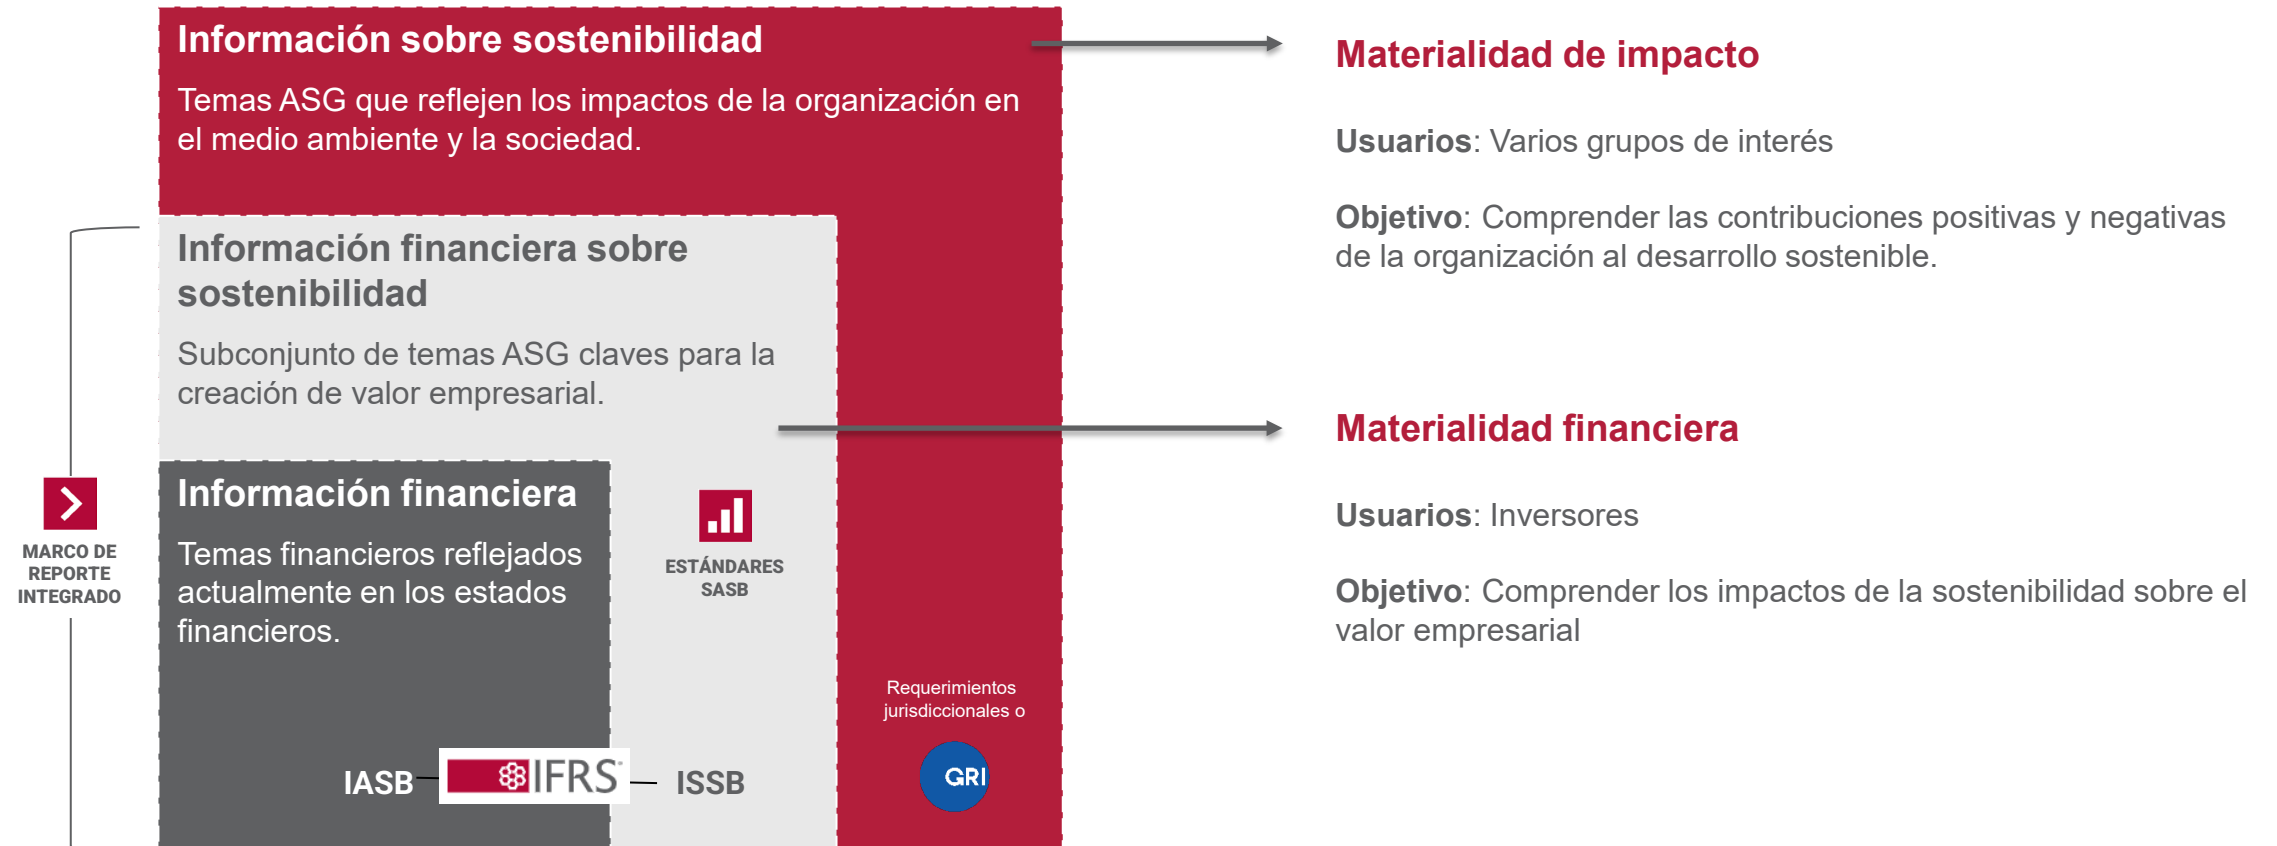 Información sobre sostenibilidad
Temas ASG que reflejen los impactos de la organización en
el medio ambiente y la sociedad.
Información financiera sobre
sostenibilidad
Subconjunto de temas ASG claves para la
creación de valor empresarial.
Información financiera
Temas financieros reflejados
actualmente en los estados
financieros.
MARCO DE
REPORTE
INTEGRADO
ESTÁNDARES
SASB
Requerimientos
jurisdiccionales o
GRI
IASB
IFRS
ISSB
Materialidad de impacto
Usuarios: Varios grupos de interés
Objetivo: Comprender las contribuciones positivas y negativas
de la organización al desarrollo sostenible.
Materialidad financiera
Usuarios: Inversores
Objetivo: Comprender los impactos de la sostenibilidad sobre el
valor empresarial